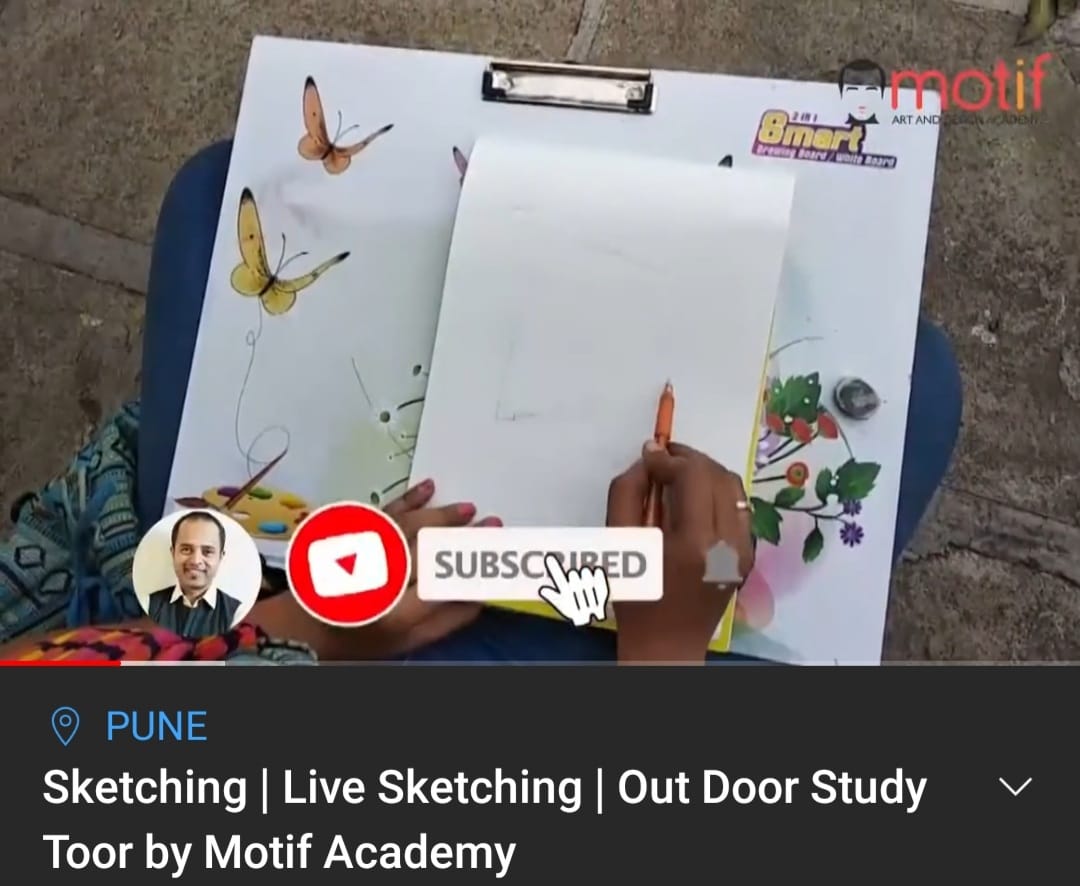 motif
ART AND DESIGN ACADEMY
2 IN 1
Smart
Drawing Board / White Board
SUBSCRIBED
PUNE
Sketching | Live Sketching | Out Door Study
Toor by Motif Academy